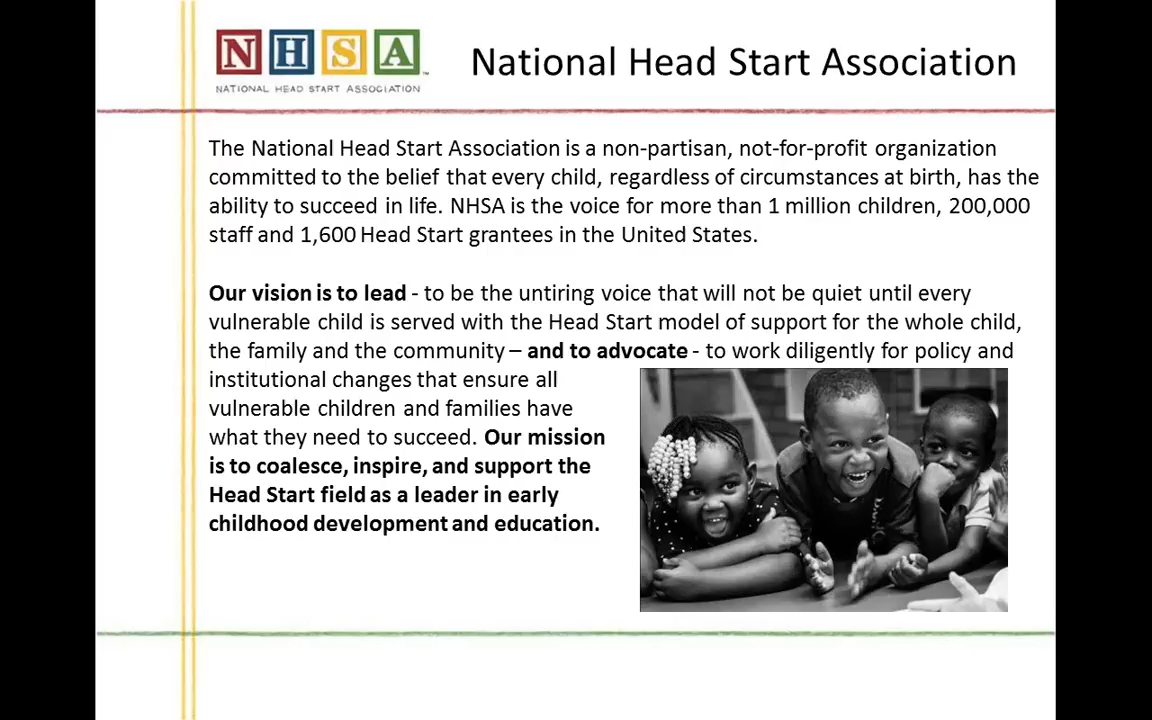 NHSA™
NATIONAL HEAD START ASSOCIATION
National Head Start Association
The National Head Start Association is a non-partisan, not-for-profit organization
committed to the belief that every child, regardless of circumstances at birth, has the
ability to succeed in life. NHSA is the voice for more than 1 million children, 200,000
staff and 1,600 Head Start grantees in the United States.
Our vision is to lead - to be the untiring voice that will not be quiet until every
vulnerable child is served with the Head Start model of support for the whole child,
the family and the community – and to advocate - to work diligently for policy and
institutional changes that ensure all
vulnerable children and families have
what they need to succeed. Our mission
is to coalesce, inspire, and support the
Head Start field as a leader in early
childhood development and education.